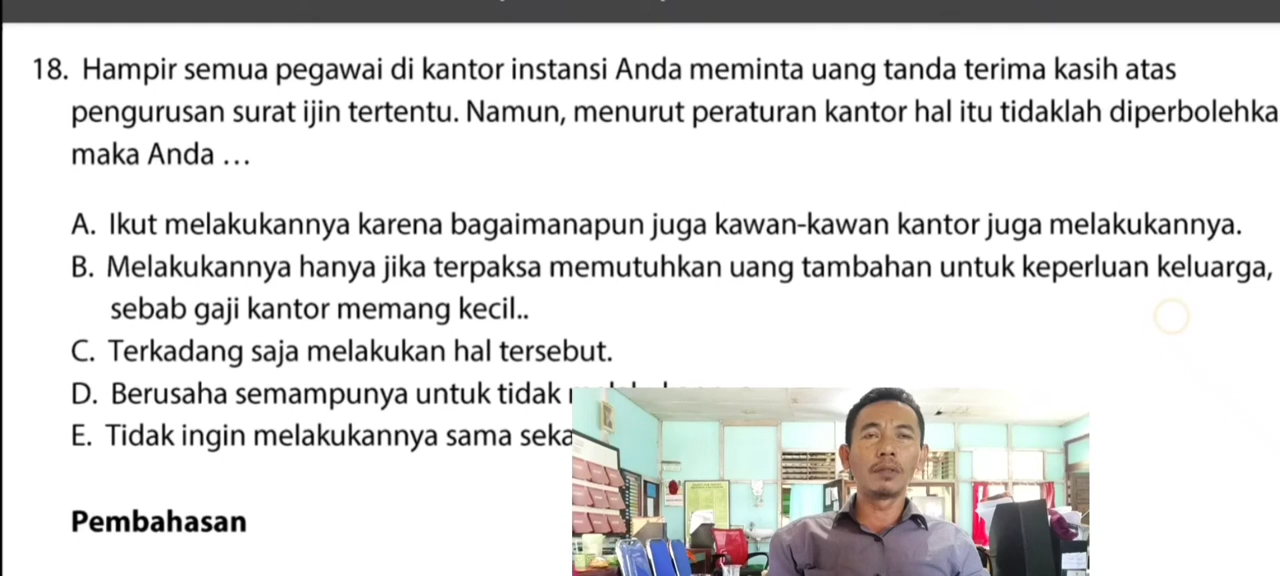 18. Hampir semua pegawai di kantor instansi Anda meminta uang tanda terima kasih atas
pengurusan surat ijin tertentu. Namun, menurut peraturan kantor hal itu tidaklah diperbolehka
maka Anda ...
A. Ikut melakukannya karena bagaimanapun juga kawan-kawan kantor juga melakukannya.
B. Melakukannya hanya jika terpaksa memutuhkan uang tambahan untuk keperluan keluarga,
sebab gaji kantor memang kecil..
C. Terkadang saja melakukan hal tersebut.
D. Berusaha semampunya untuk tidak
E. Tidak ingin melakukannya sama seka
Pembahasan